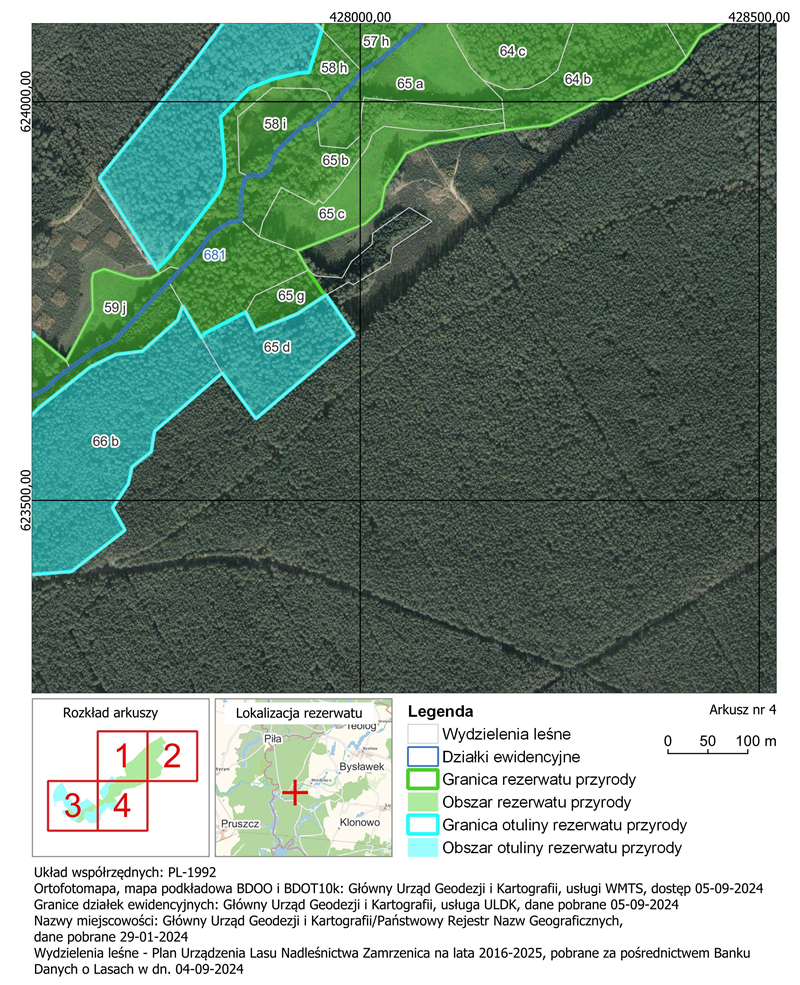 428000,00
428500,00
624000,00
623500,00
57 h
64 c
58 h
65 a
64 b
58 i
65 b
65 c
681
59 j
65 g
65 d
66 b
Rozkład arkuszy
1
2
3
4
Lokalizacja rezerwatu
Piła
Bysławek
Pruszcz
Klonowo
Legenda
Arkusz nr 4
Wydzielenia leśne
Działki ewidencyjne
Granica rezerwatu przyrody
Obszar rezerwatu przyrody
Granica otuliny rezerwatu przyrody
Obszar otuliny rezerwatu przyrody
0 50 100 m
Układ współrzędnych: PL-1992
Ortofotomapa, mapa podkładowa BDOO i BDOT10k: Główny Urząd Geodezji i Kartografii, usługi WMTS, dostęp 05-09-2024
Granice działek ewidencyjnych: Główny Urząd Geodezji i Kartografii, usługa ULDK, dane pobrane 05-09-2024
Nazwy miejscowości: Główny Urząd Geodezji i Kartografii/Państwowy Rejestr Nazw Geograficznych,
dane pobrane 29-01-2024
Wydzielenia leśne - Plan Urządzenia Lasu Nadleśnictwa Zamrzenica na lata 2016-2025, pobrane za pośrednictwem Banku
Danych o Lasach w dn. 04-09-2024